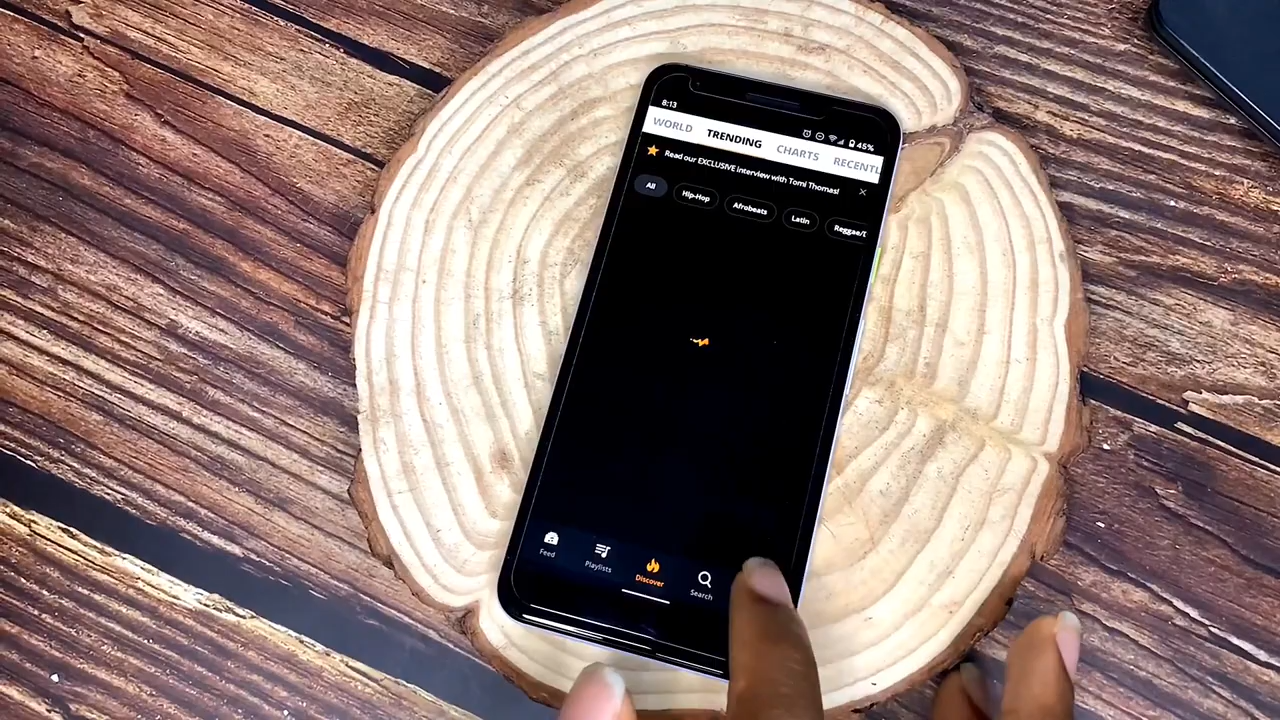 8:13
45%
WORLD TRENDING CHARTS RECENTL
Read our EXCLUSIVE interview with Tomi Thomas!
All Hip-Hop Afrobeats Latin Reggae/D
Feed Playlists Discover Search